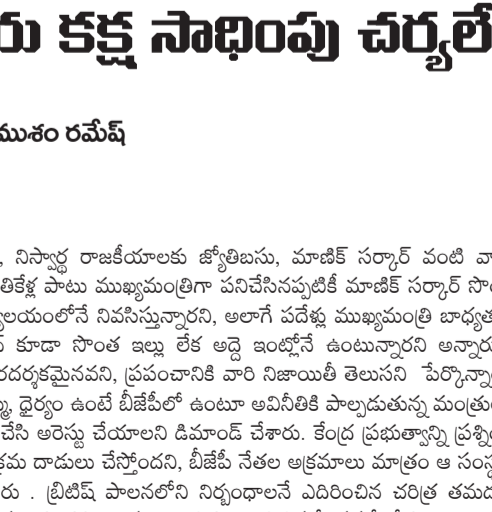 రు కక్ష సాధింపు చర్యలే
ముశం రమేష్
, నిస్వార్థ రాజకీయాలకు జ్యోతిబసు, మాణిక్ సర్కార్ వంటి వా
తికేళ్ల పాటు ముఖ్యమంత్రిగా పనిచేసినప్పటికీ మాణిక్ సర్కార్ సొ
్యాలయంలోనే నివసిస్తున్నారని, అలాగే పదేళ్లు ముఖ్యమంత్రి బాధ్యత
కూడా సొంత ఇల్లు లేక అద్దె ఇంట్లోనే ఉంటున్నారని అన్నారు
రదర్శకమైనవని, ప్రపంచానికి వారి నిజాయితీ తెలుసని పేర్కొన్నా
ధైర్యం ఉంటే బీజేపీలో ఉంటూ అవినీతికి పాల్పడుతున్న మంత్రు
చేసి అరెస్టు చేయాలని డిమాండ్ చేశారు. కేంద్ర ప్రభుత్వాన్ని ప్రశ్ని
క్రమ దాడులు చేస్తోందని, బీజేపీ నేతల అక్రమాలు మాత్రం ఆ సంస్థ
రు . బ్రిటిష్ పాలనలోని నిర్బంధాలనే ఎదిరించిన చరిత్ర తమద